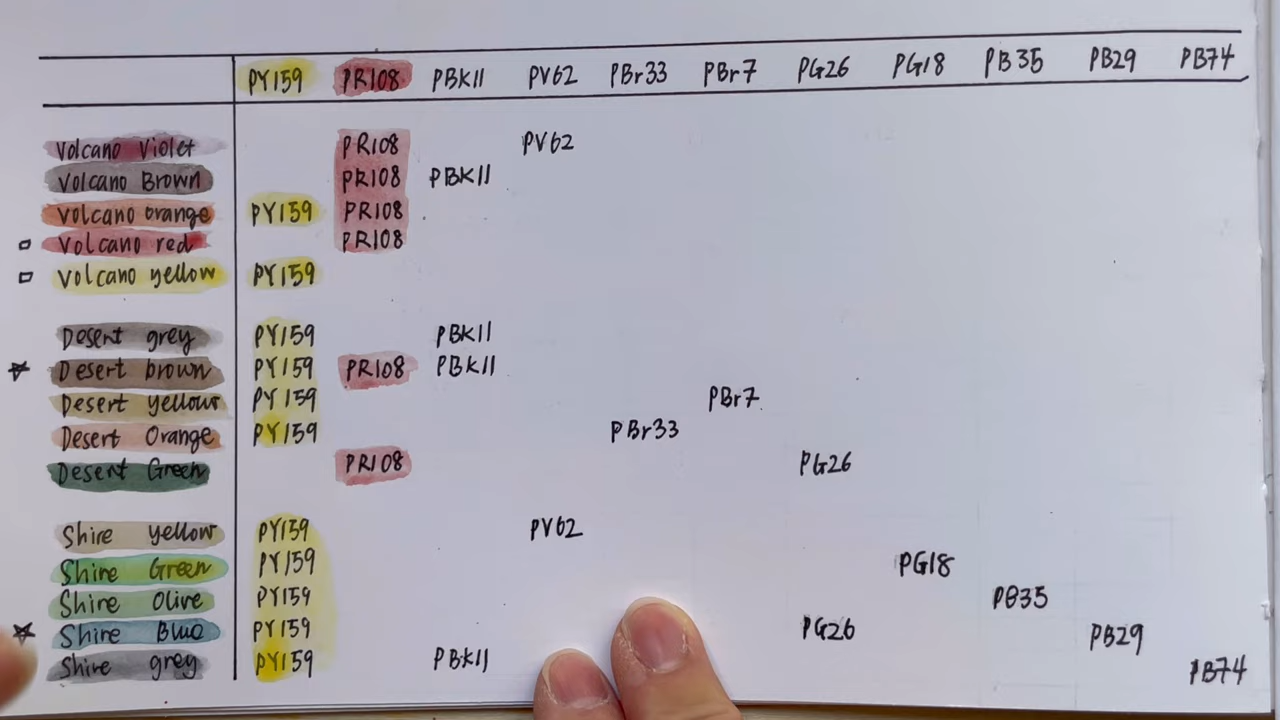 PY159 PR108 PBK11 PV62 PBr33 PBr7 PG26 PG18 PB35 PB29 PB74
Volcano Violet PR108 PV62
Volcano Brown PR108 PBK11
Volcano orange PY159 PR108
Volcano red PR108
Volcano yellow PY159
Desert grey PY159 PBK11
Desert brown PY159 PR108 PBK11
Desert yellow PY159 PBr7
Desert Orange PY159 PBr33
Desert Green PR108 PG26
Shire yellow PY159 PV62
Shire Green PY159 PG18
Shire Olive PY159 PB35
Shire Blue PY159 PG26 PB29
Shire grey PY159 PBK11 PB74